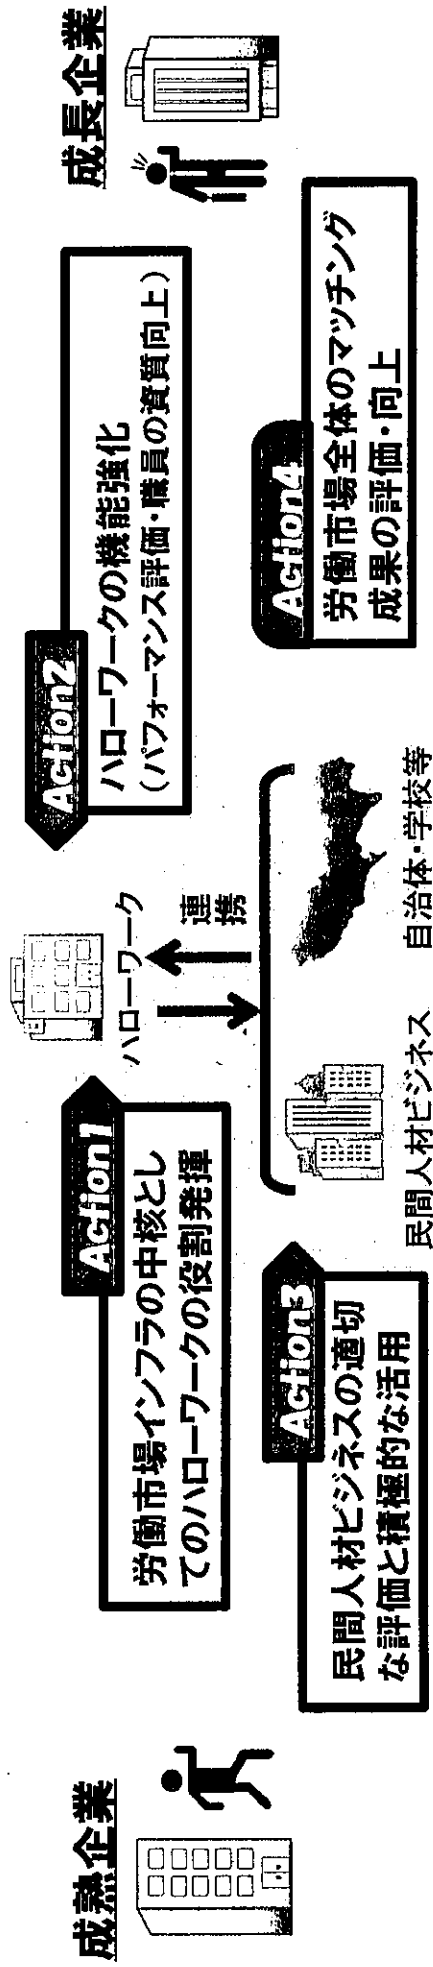 成熟企業
Action1
労働市場インフラの中核とし
てのハローワークの役割発揮
Action3
民間人材ビジネスの適切
な評価と積極的な活用
ハローワーク
連携
民間人材ビジネス
自治体・学校等
Action2
ハローワークの機能強化
（パフォーマンス評価・職員の資質向上）
Action4
労働市場全体のマッチング
成果の評価・向上
成長企業